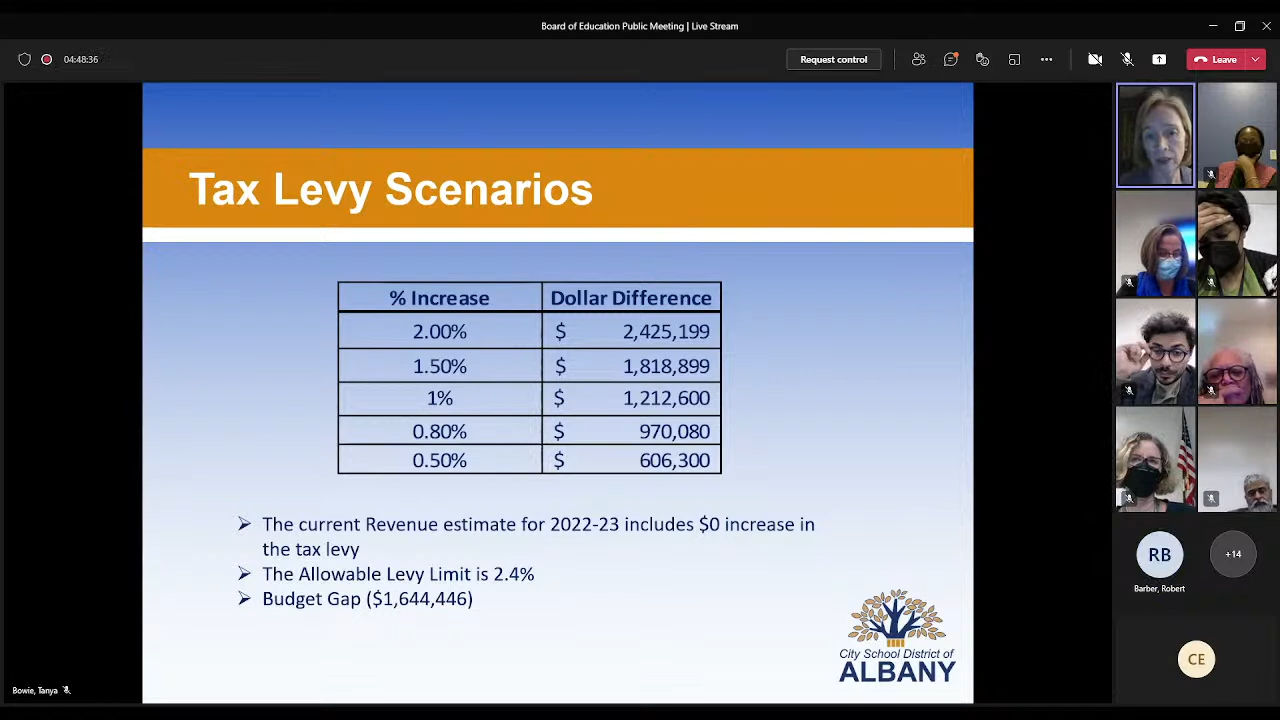 Board of Education Public Meeting | Live Stream
04:48:36
Request control
Leave
Tax Levy Scenarios
% Increase Dollar Difference
2.00% $ 2,425,199
1.50% $ 1,818,899
1% $ 1,212,600
0.80% $ 970,080
0.50% $ 606,300
The current Revenue estimate for 2022-23 includes $0 increase in
the tax levy
The Allowable Levy Limit is 2.4%
Budget Gap ($1,644,446)
City School District of
ALBANY
RB
+14
Barber, Robert
CE
Bowie, Tanya